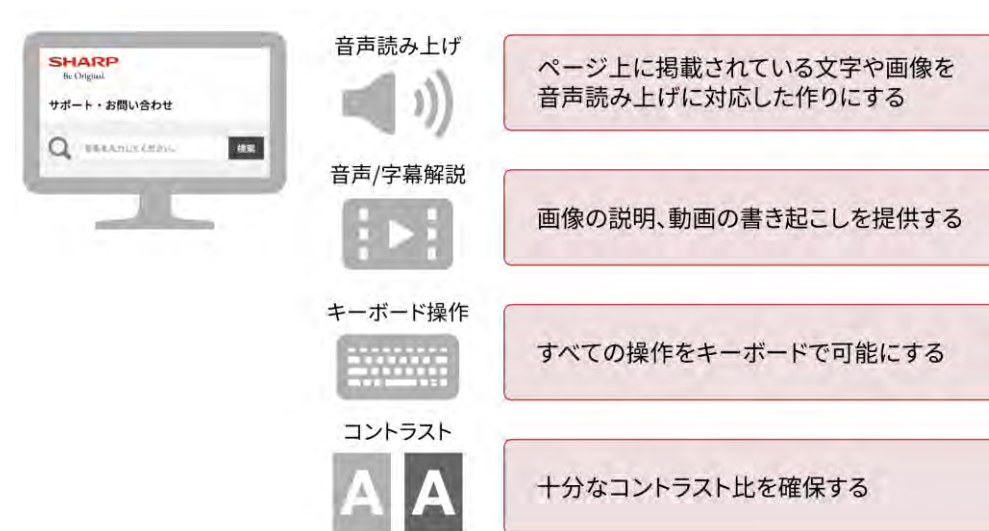 SHARP
Be Original.
サポート・お問い合わせ
検索
音声読み上げ
ページ上に掲載されている文字や画像を
音声読み上げに対応した作りにする
音声/字幕解説
画像の説明、動画の書き起こしを提供する
キーボード操作
すべての操作をキーボードで可能にする
コントラスト
A A
十分なコントラスト比を確保する